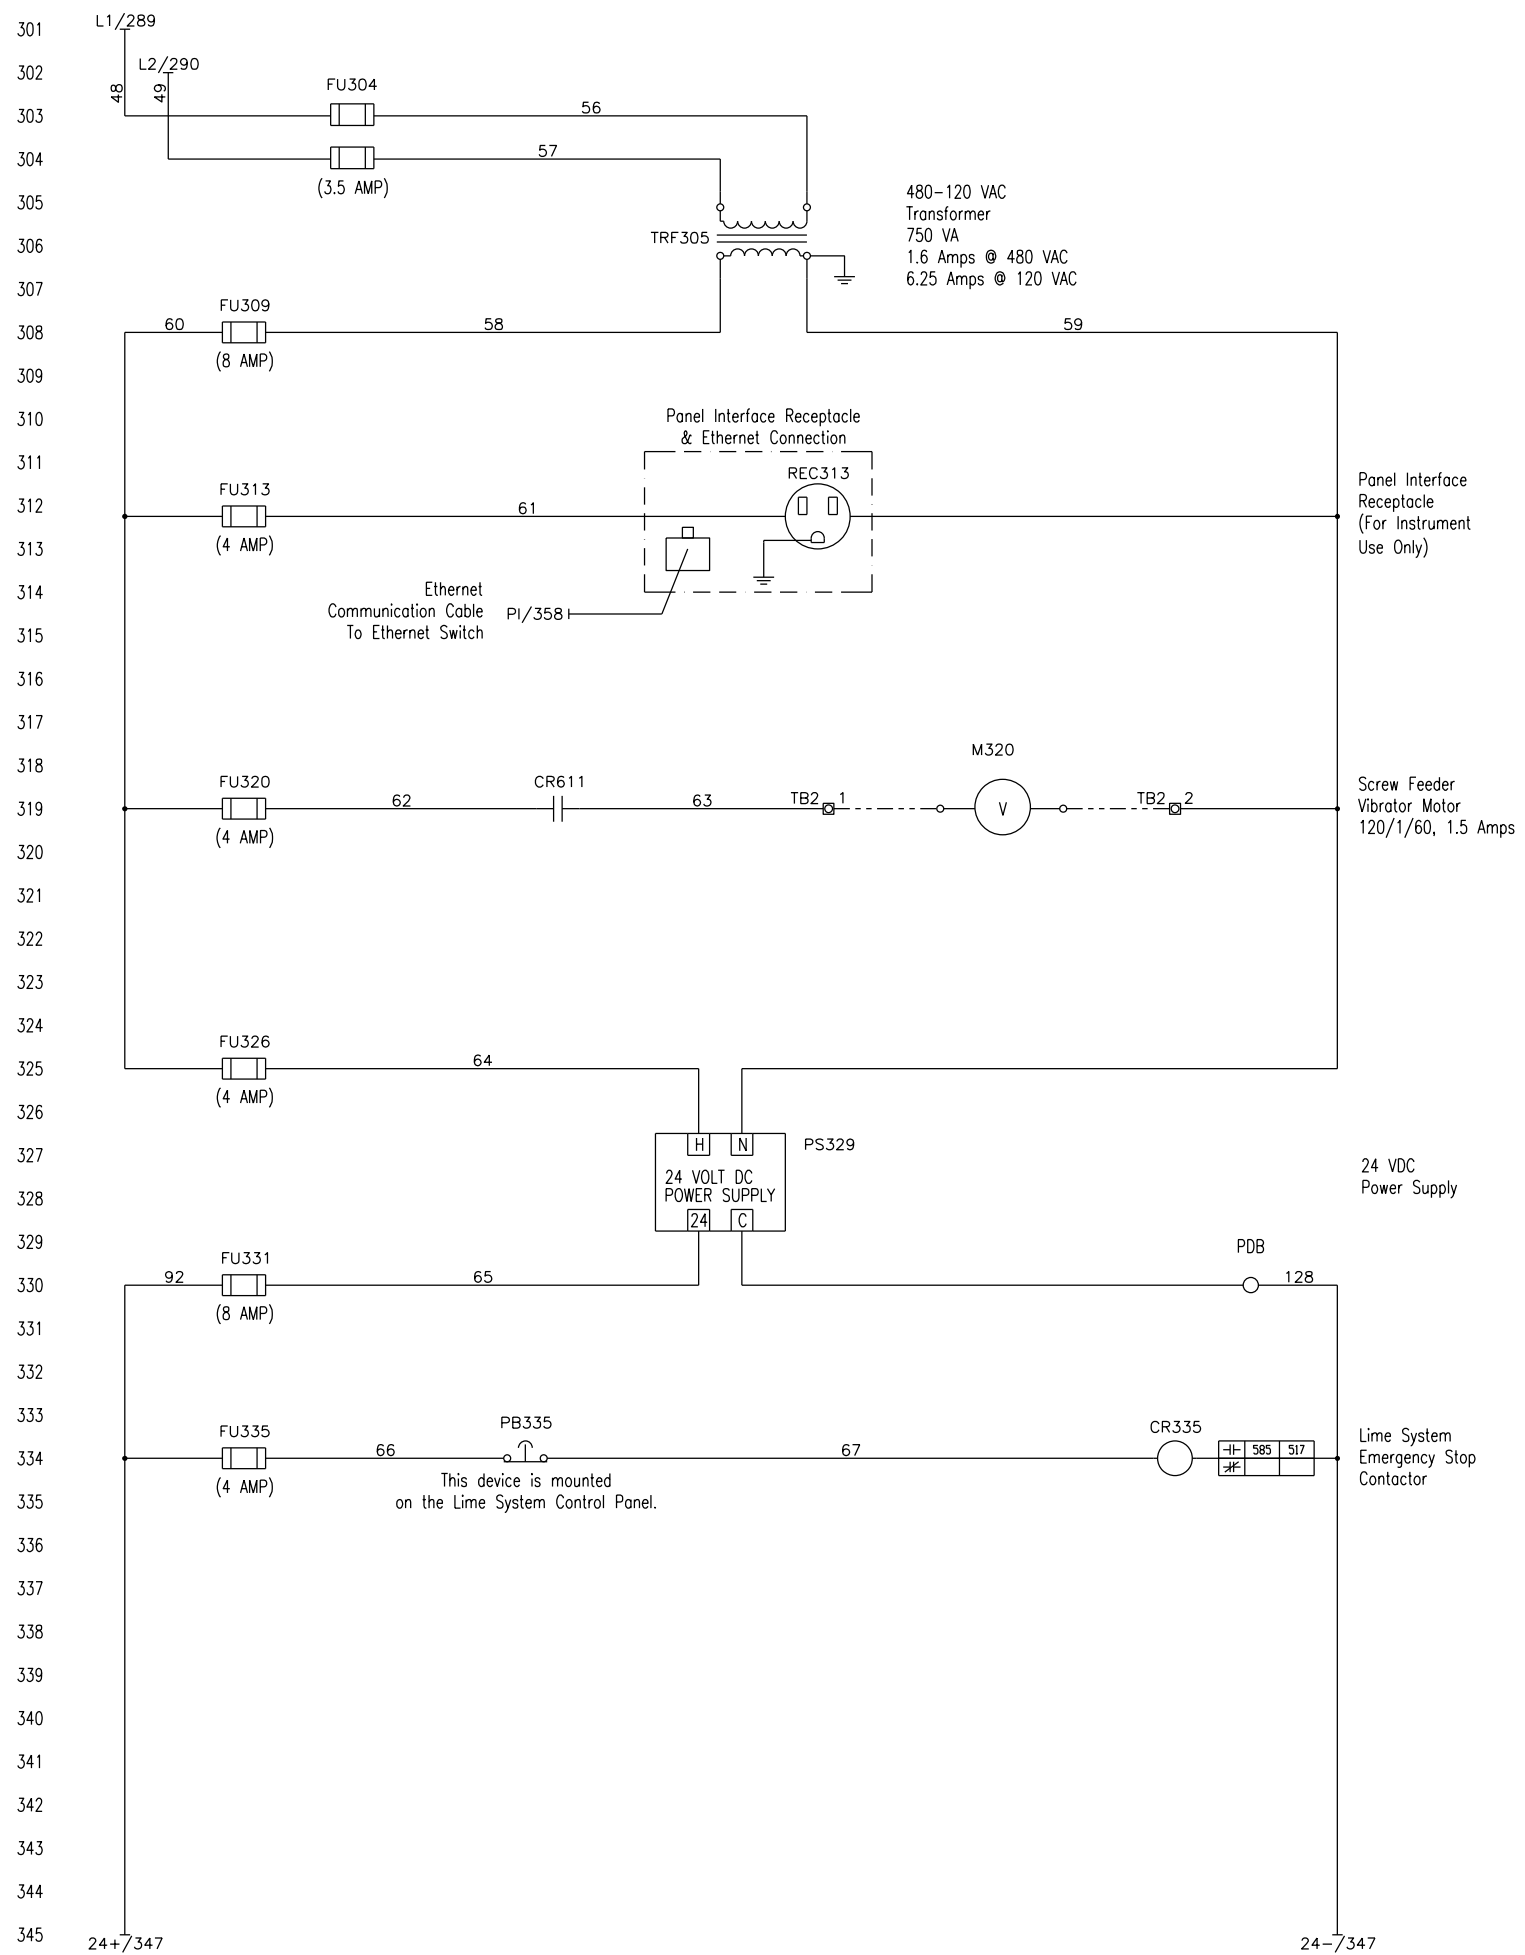 301
L1/289
302
L2/290
48
49
FU304
303
56
304
57
(3.5 AMP)
305
480-120 VAC
Transformer
750 VA
1.6 Amps @ 480 VAC
6.25 Amps @ 120 VAC
306
TRF305
307
FU309
308
60
58
59
(8 AMP)
309
310
Panel Interface Receptacle
& Ethernet Connection
311
REC313
FU313
312
61
Panel Interface
Receptacle
(For Instrument
Use Only)
313
(4 AMP)
314
Ethernet
Communication Cable
To Ethernet Switch
PI/358
315
316
317
318
M320
FU320
CR611
319
62
63
TB2
1
V
TB2
2
Screw Feeder
Vibrator Motor
120/1/60, 1.5 Amps
(4 AMP)
320
321
322
323
324
FU326
325
64
(4 AMP)
326
327
H
N
PS329
24 VOLT DC
POWER SUPPLY
24 VDC
Power Supply
328
24
C
329
PDB
FU331
330
92
65
128
(8 AMP)
331
332
333
FU335
PB335
CR335
334
66
67
585
517
Lime System
Emergency Stop
Contactor
(4 AMP)
This device is mounted
on the Lime System Control Panel.
335
336
337
338
339
340
341
342
343
344
345
24+/347
24-/347